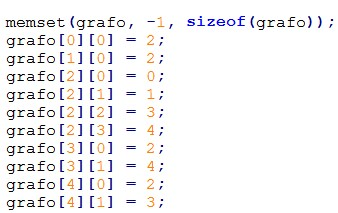 memset(grafo, -1, sizeof(grafo));
grafo[0][0] = 2;
grafo[1][0] = 2;
grafo[2][0] = 0;
grafo[2][1] = 1;
grafo[2][2] = 3;
grafo[2][3] = 4;
grafo[3][0] = 2;
grafo[3][1] = 4;
grafo[4][0] = 2;
grafo[4][1] = 3;